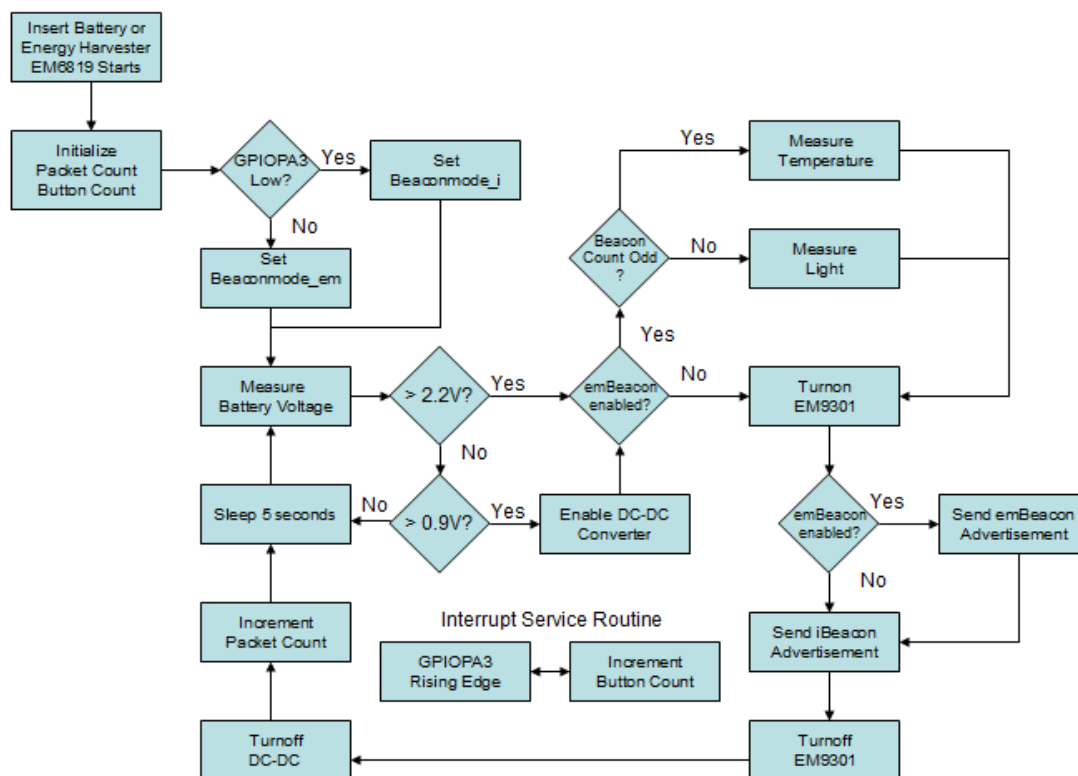 Insert Battery or
Energy Harvester
EM6819 Starts
Initialize
Packet Count
Button Count
GPIOPA3
Low?
Yes
Set
Beaconmode_i
No
Set
Beaconmode_em
Yes
Measure
Temperature
Beacon
Count Odd
?
No
Measure
Light
Yes
Measure
Battery Voltage
> 2.2V?
Yes
emBeacon
enabled?
No
Turnon
EM9301
No
Sleep 5 seconds
No
> 0.9V?
Yes
Enable DC-DC
Converter
emBeacon
enabled?
Yes
Send emBeacon
Advertisement
No
Increment
Packet Count
Interrupt Service Routine
GPIOPA3
Rising Edge
Increment
Button Count
Send iBeacon
Advertisement
Turnoff
DC-DC
Turnoff
EM9301